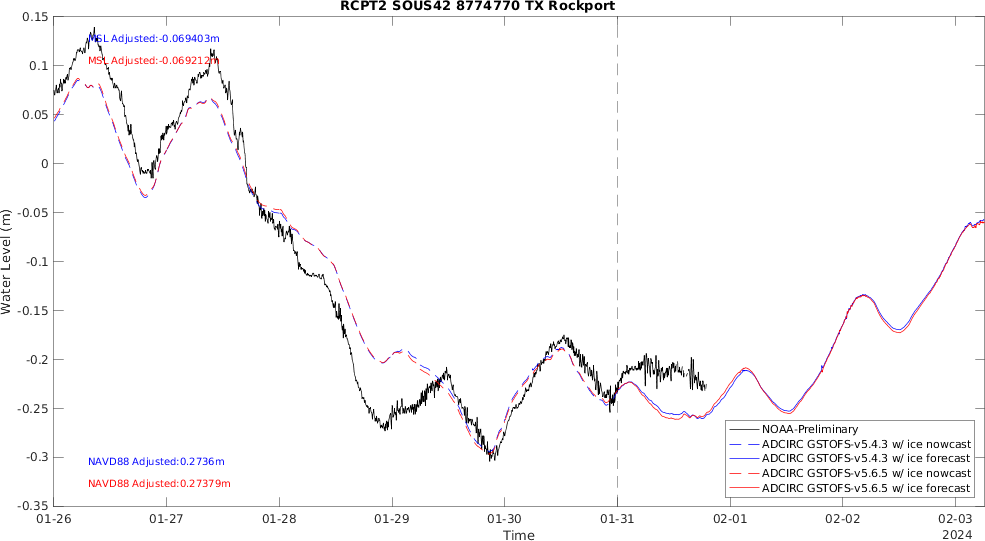 RCPT2 SOUS42 8774770 TX Rockport
0.15
0.1
0.05
0
-0.05
-0.1
-0.15
-0.2
-0.25
-0.3
-0.35
Water Level (m)
MSL Adjusted:-0.069403m
MSL Adjusted:-0.069212m
NAVD88 Adjusted:0.2736m
NAVD88 Adjusted:0.27379m
NOAA-Preliminary
ADCIRC GSTOFS-v5.4.3 w/ ice nowcast
ADCIRC GSTOFS-v5.4.3 w/ ice forecast
ADCIRC GSTOFS-v5.6.5 w/ ice nowcast
ADCIRC GSTOFS-v5.6.5 w/ ice forecast
01-26 01-27 01-28 01-29 01-30 01-31 02-01 02-02 02-03
Time
2024